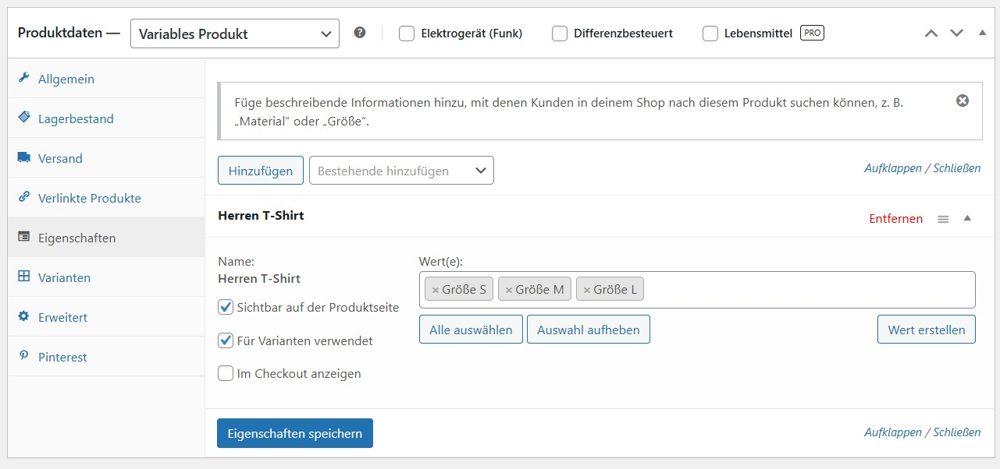 Produktdaten — Variables Produkt ? Elektrogerät (Funk) Differenzbesteuert Lebensmittel PRO
Allgemein
Lagerbestand
Versand
Verlinkte Produkte
Eigenschaften
Varianten
Erweitert
Pinterest
Füge beschreibende Informationen hinzu, mit denen Kunden in deinem Shop nach diesem Produkt suchen können, z. B.
„Material“ oder „Größe“.
Hinzufügen Bestehende hinzufügen Aufklappen / Schließen
Herren T-Shirt Entfernen
Name:
Herren T-Shirt
Sichtbar auf der Produktseite
Für Varianten verwendet
Im Checkout anzeigen
Wert(e):
× Größe S × Größe M × Größe L
Alle auswählen Auswahl aufheben Wert erstellen
Eigenschaften speichern Aufklappen / Schließen